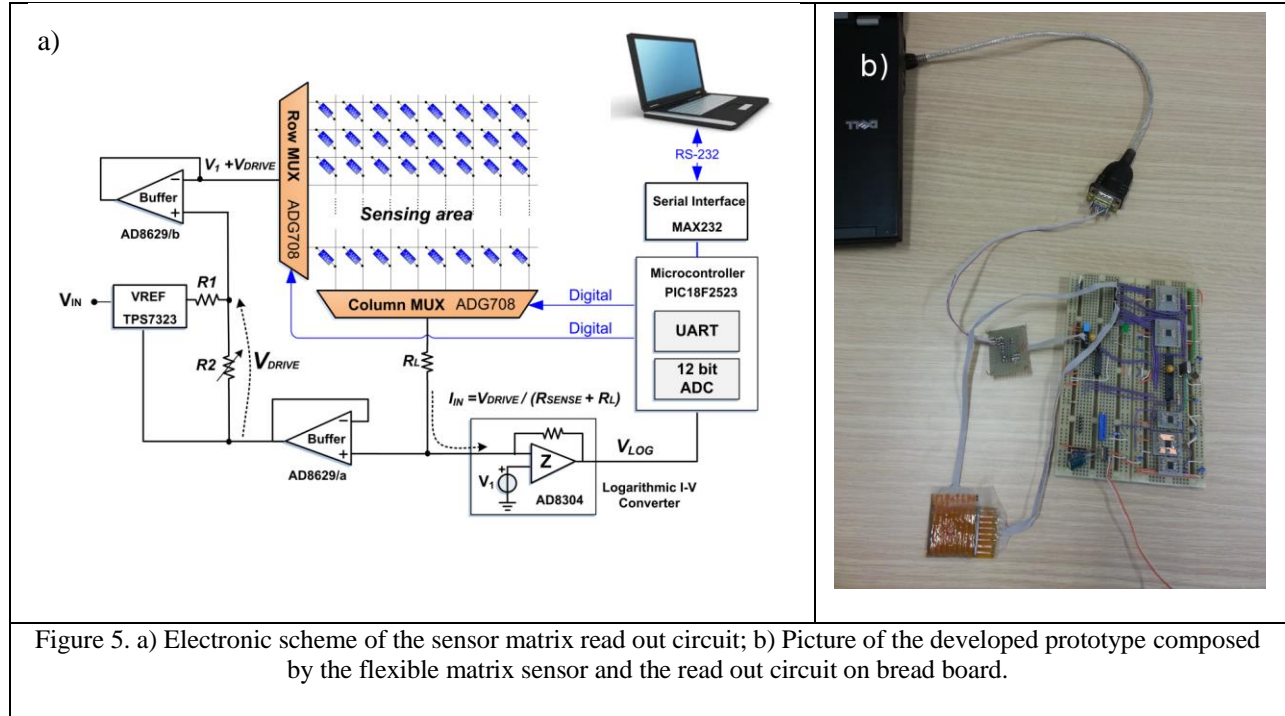 a)
Row MUX ADG708
V1 +VDRIVE
Buffer
- +
AD8629/b
Sensing area
VIN
VREF
TPS7323
R1
R2
VDRIVE
Column MUX ADG708
Digital
Digital
RL
IIN =VDRIVE / (RSENSE + RL)
Buffer
- +
AD8629/a
V1
+
Z
AD8304
VLOG
Logarithmic I-V
Converter
RS-232
Serial Interface
MAX232
Microcontroller
PIC18F2523
UART
12 bit
ADC
b)
DELL
Figure 5. a) Electronic scheme of the sensor matrix read out circuit; b) Picture of the developed prototype composed
by the flexible matrix sensor and the read out circuit on bread board.